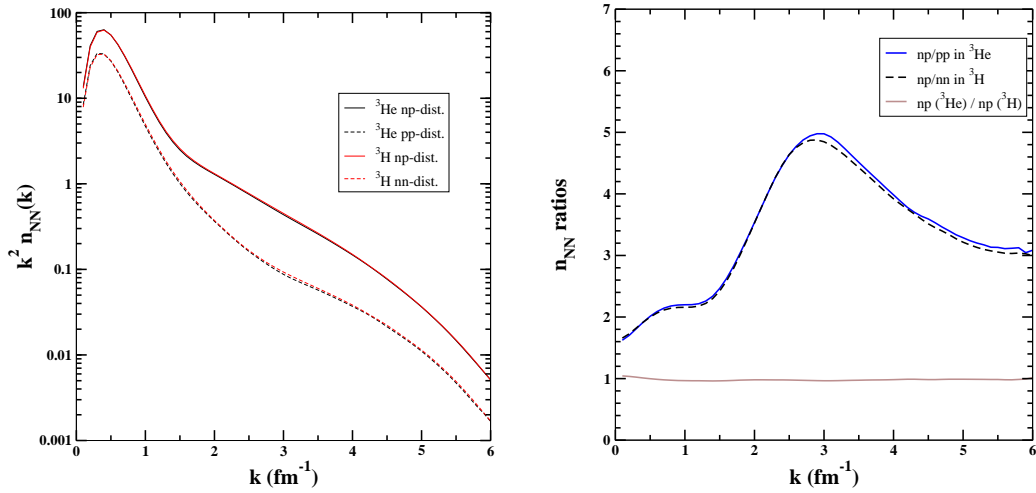 100
10
1
0.1
0.01
0.001
k² n_NN(k)
³He np-dist.
³He pp-dist.
³H np-dist.
³H nn-dist.
0 1 2 3 4 5 6
k (fm⁻¹)
7
6
5
4
3
2
1
0
n_NN ratios
np/pp in ³He
np/nn in ³H
np (³He) / np (³H)
0 1 2 3 4 5 6
k (fm⁻¹)